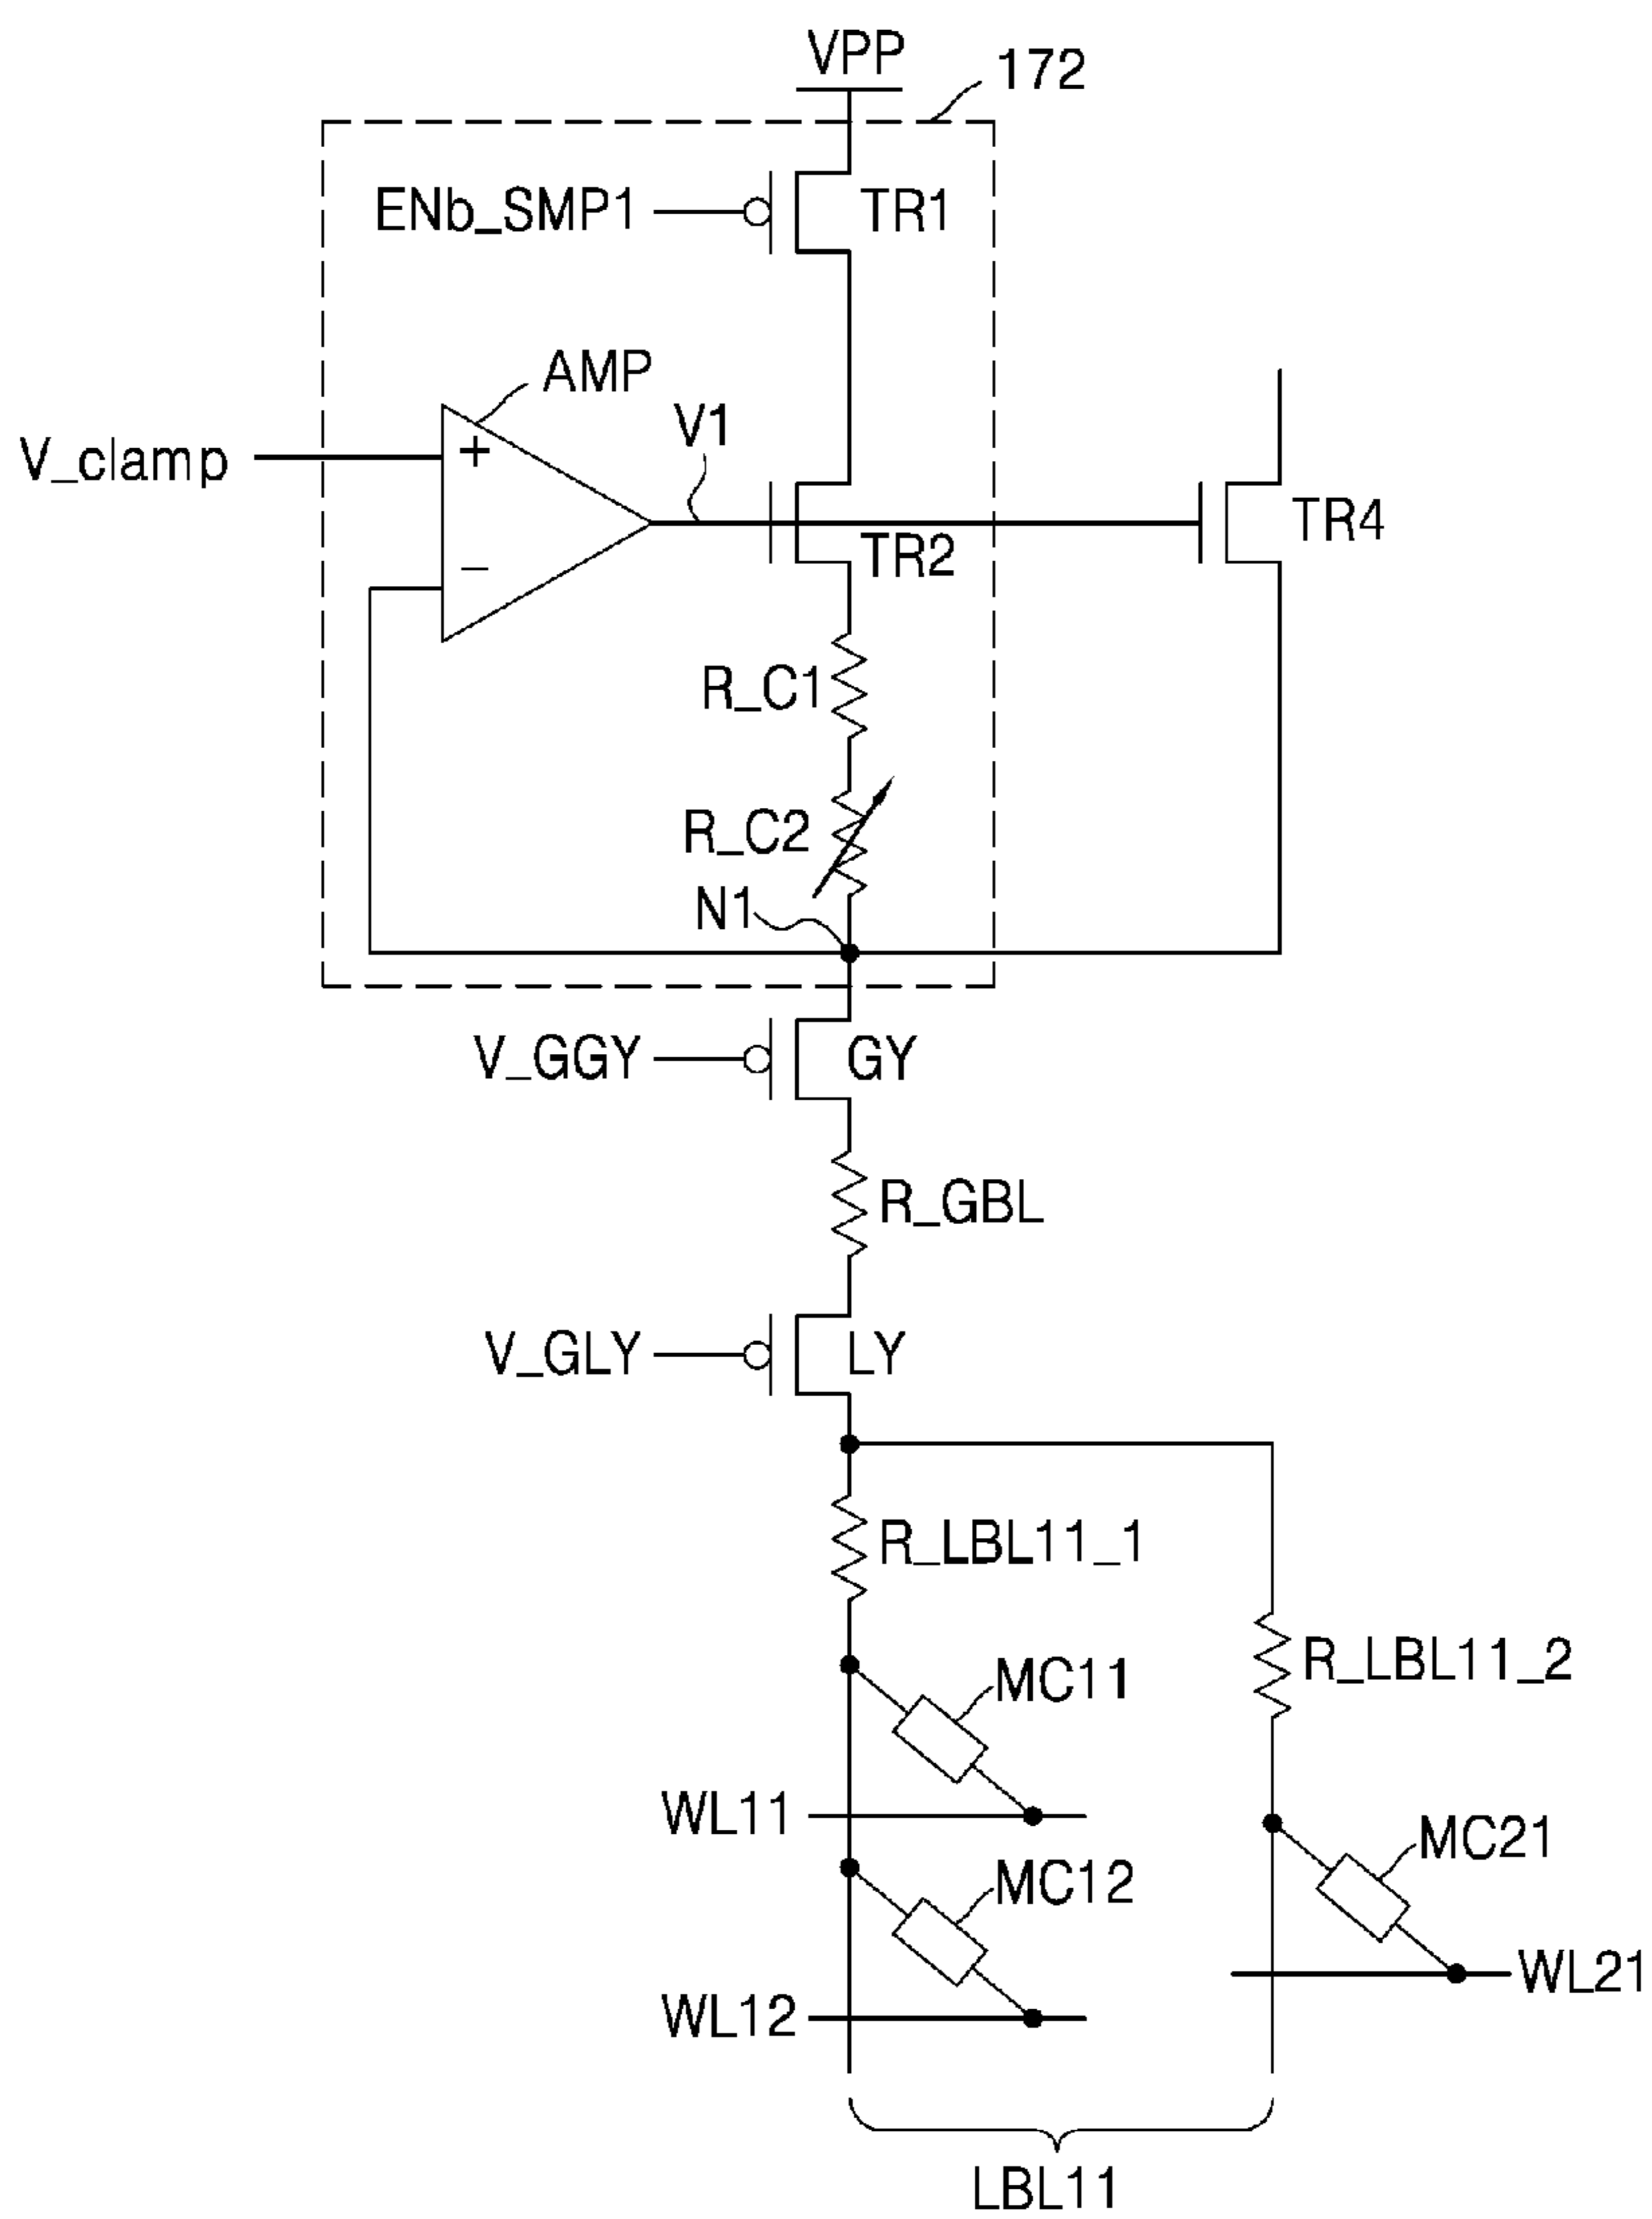 VPP
172
ENb_SMP1
TR1
AMP
V1
V_clamp
+
TR4
TR2
−
R_C1
R_C2
N1
V_GGY
GY
R_GBL
V_GLY
LY
R_LBL11_1
R_LBL11_2
MC11
WL11
MC21
MC12
WL21
WL12
LBL11